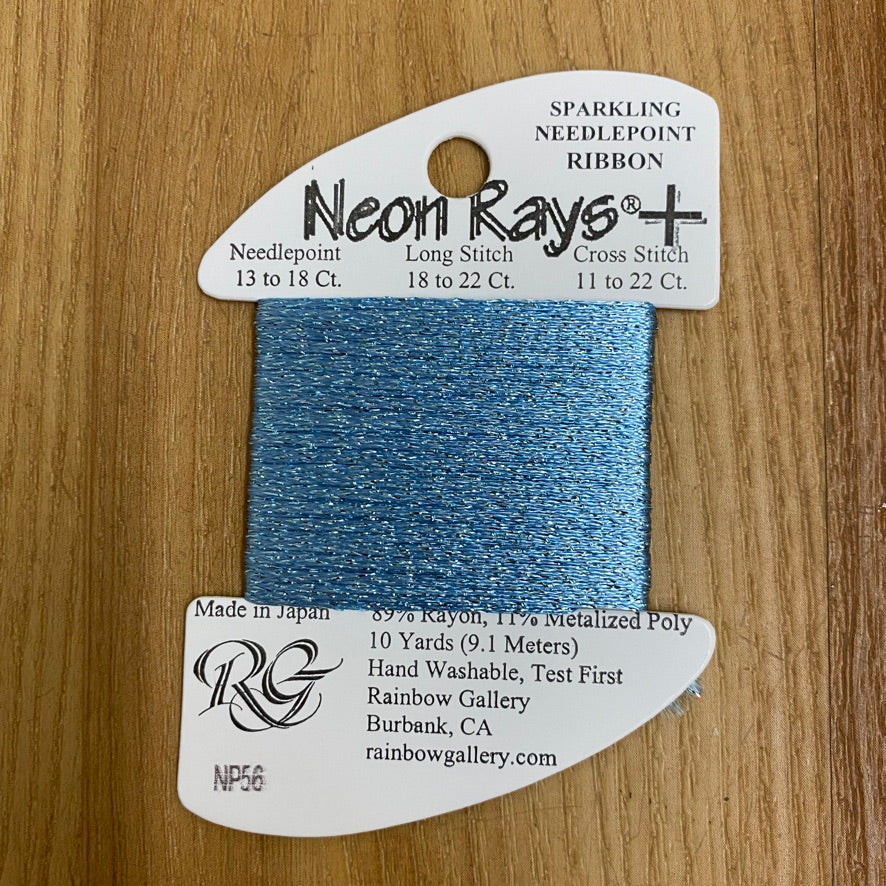 SPARKLING
NEEDLEPOINT
RIBBON
Neon Rays®+
Needlepoint Long Stitch Cross Stitch
13 to 18 Ct. 18 to 22 Ct. 11 to 22 Ct.
Made in Japan 89% Rayon, 11% Metalized Poly
10 Yards (9.1 Meters)
Hand Washable, Test First
RG Rainbow Gallery
Burbank, CA
rainbowgallery.com
NP56